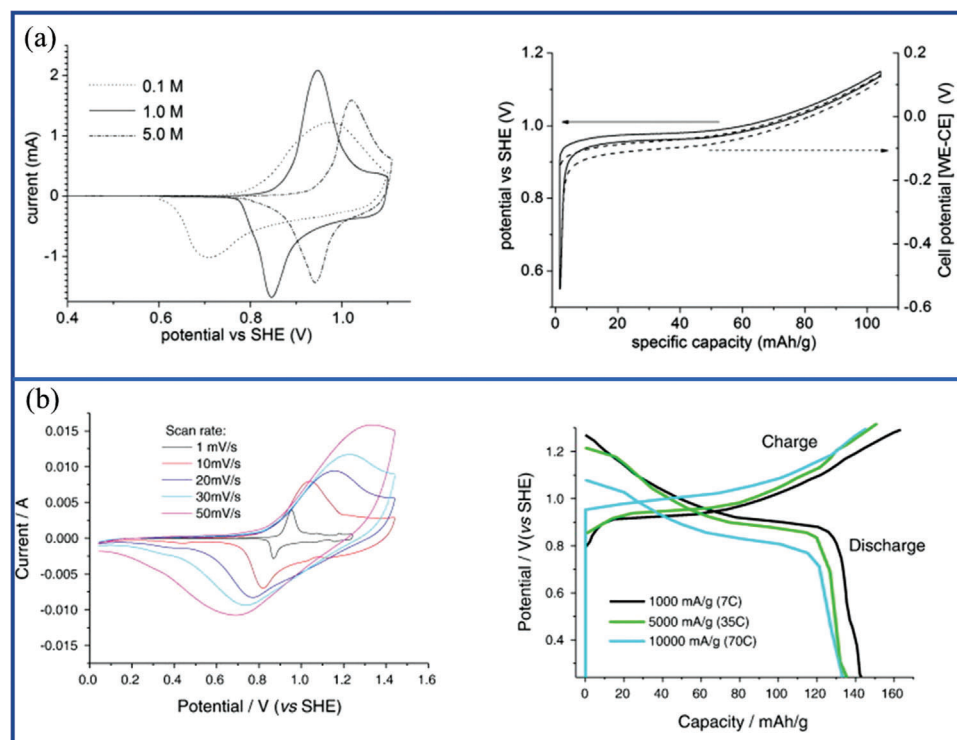 (a)
0.1 M
1.0 M
5.0 M
current (mA)
2
1
0
-1
0.4 0.6 0.8 1.0
potential vs SHE (V)
potential vs SHE (V)
1.2
1.1
1.0
0.9
0.8
0.7
0.6
0 20 40 60 80 100
specific capacity (mAh/g)
0.2
0.0
-0.2
-0.4
-0.6
Cell potential [WE-CE] (V)
(b)
Scan rate:
1 mV/s
10mV/s
20mV/s
30mV/s
50mV/s
Current / A
0.015
0.010
0.005
0.000
-0.005
-0.010
-0.015
0.0 0.2 0.4 0.6 0.8 1.0 1.2 1.4 1.6
Potential / V (vs SHE)
Potential / V(vs SHE)
1.2
1.0
0.8
0.6
0.4
Charge
Discharge
1000 mA/g (7C)
5000 mA/g (35C)
10000 mA/g (70C)
0 20 40 60 80 100 120 140 160
Capacity / mAh/g